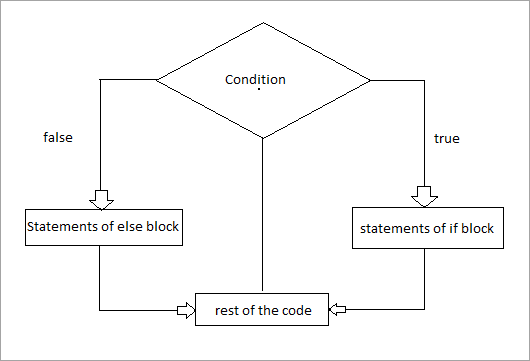 Condition
false
true
Statements of else block
statements of if block
rest of the code